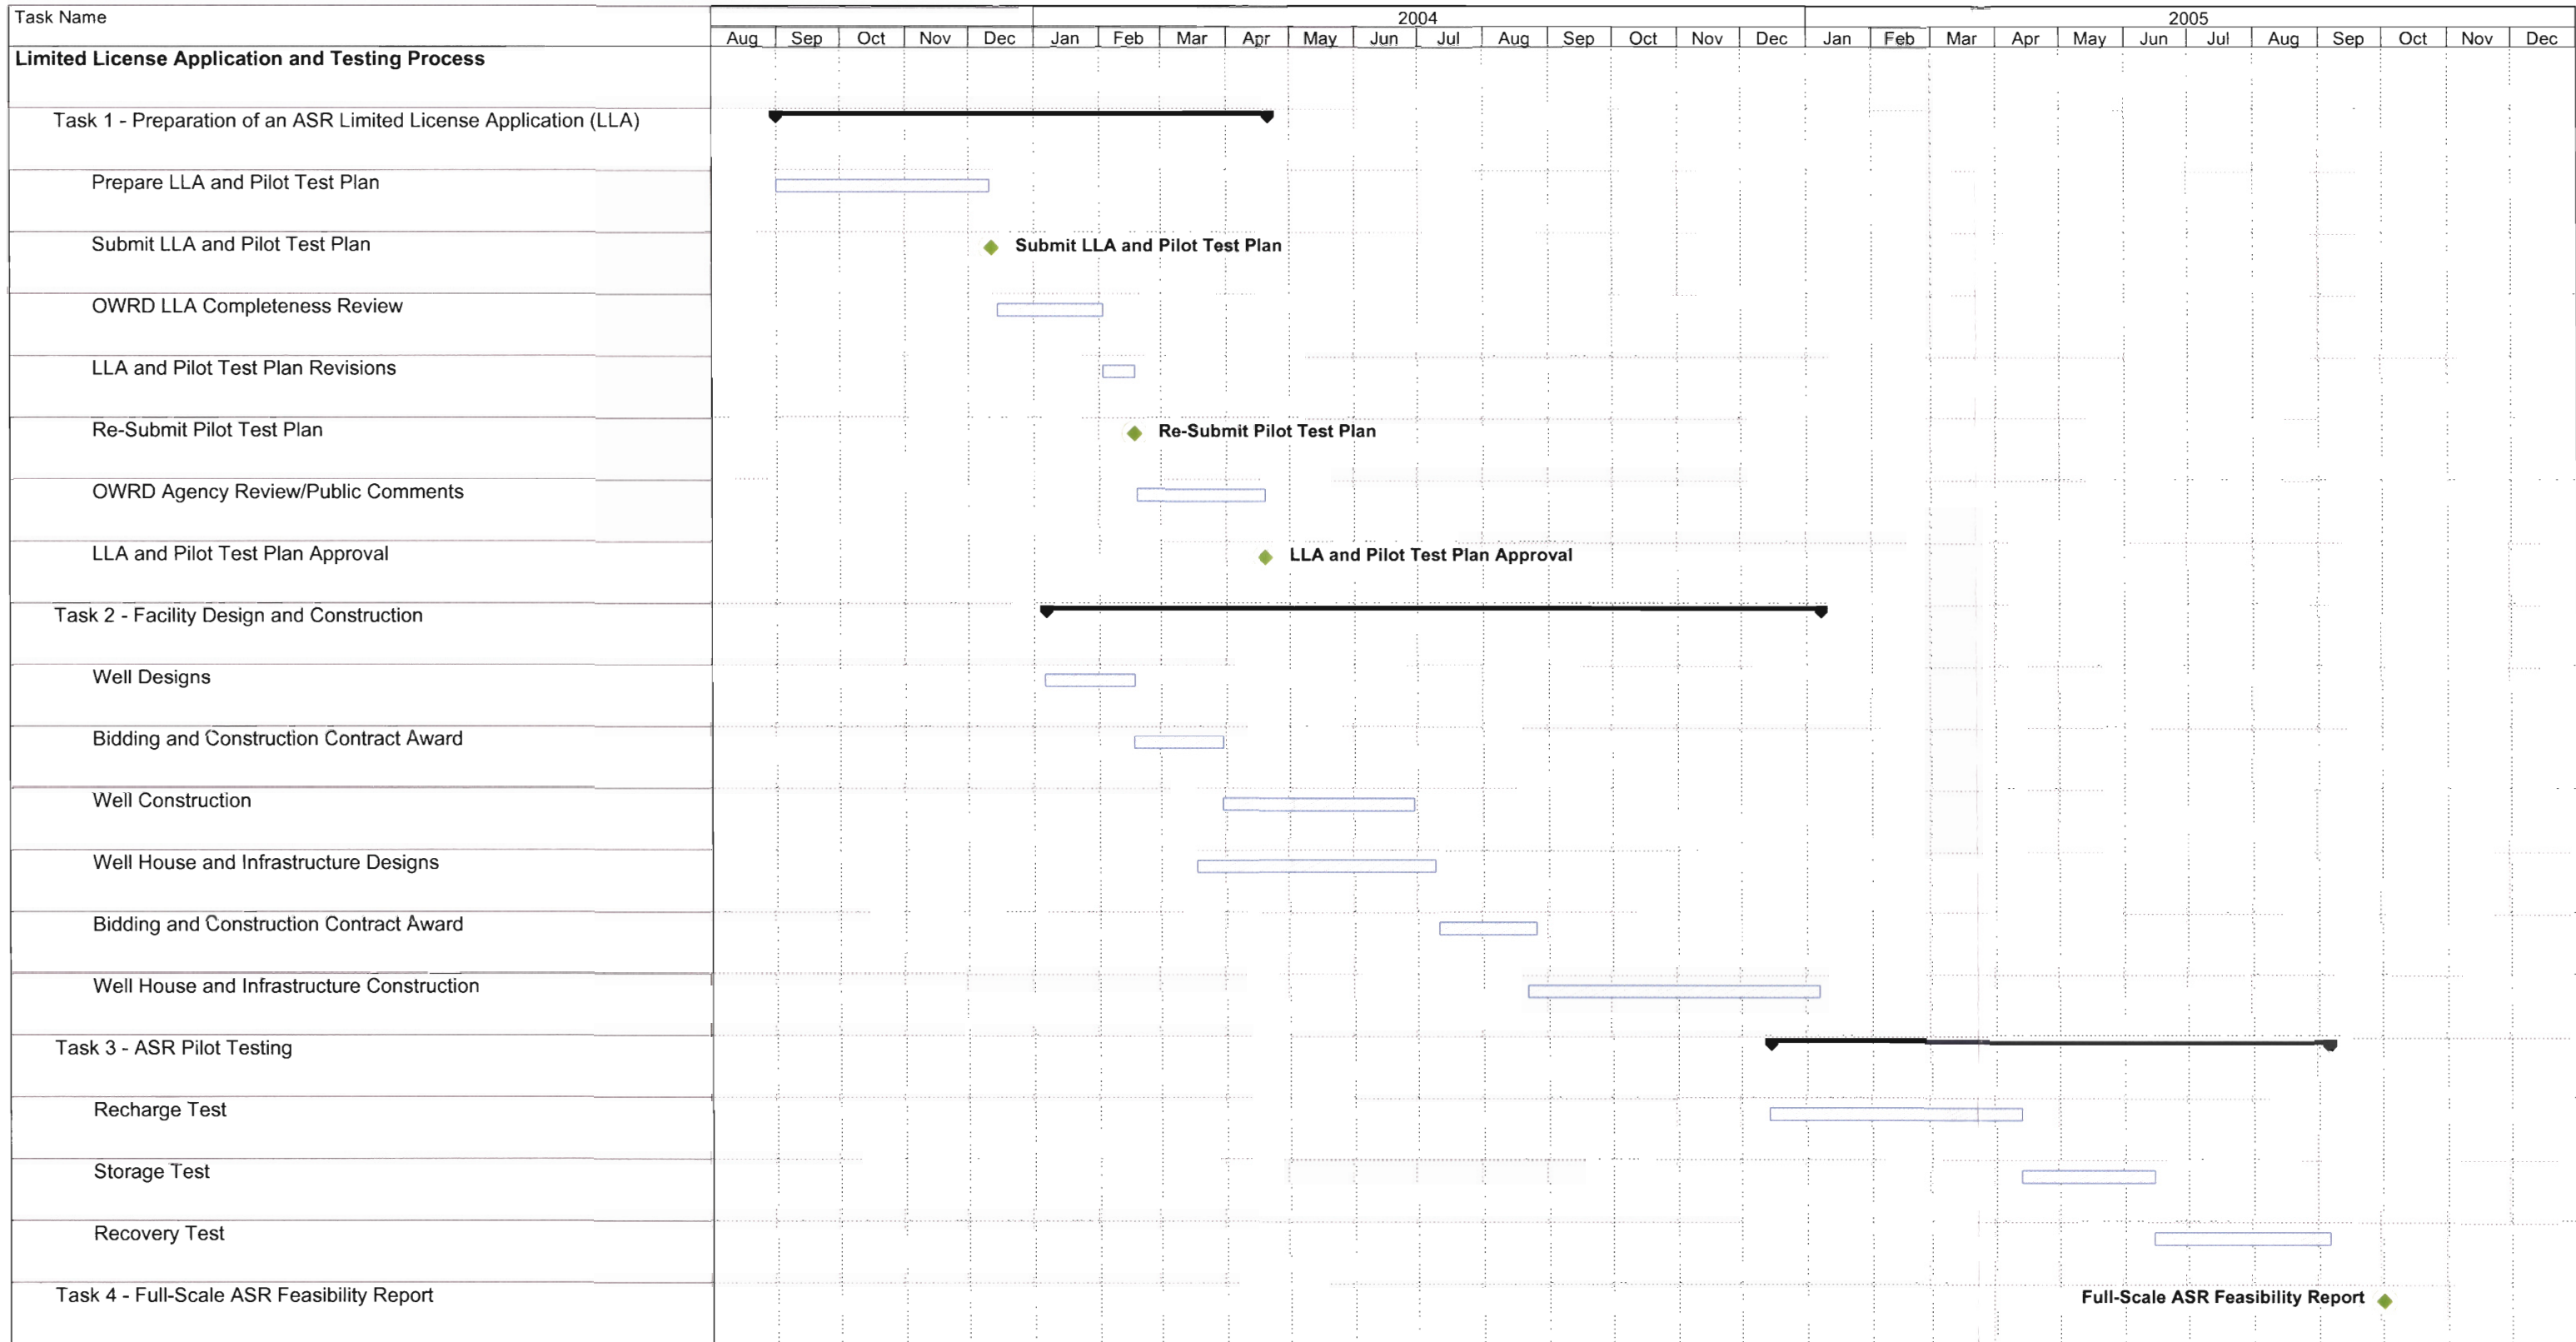 Task Name
2004
2005
Aug Sep Oct Nov Dec Jan Feb Mar Apr May Jun Jul Aug Sep Oct Nov Dec Jan Feb Mar Apr May Jun Jul Aug Sep Oct Nov Dec
Limited License Application and Testing Process
Task 1 - Preparation of an ASR Limited License Application (LLA)
Prepare LLA and Pilot Test Plan
Submit LLA and Pilot Test Plan Submit LLA and Pilot Test Plan
OWRD LLA Completeness Review
LLA and Pilot Test Plan Revisions
Re-Submit Pilot Test Plan Re-Submit Pilot Test Plan
OWRD Agency Review/Public Comments
LLA and Pilot Test Plan Approval LLA and Pilot Test Plan Approval
Task 2 - Facility Design and Construction
Well Designs
Bidding and Construction Contract Award
Well Construction
Well House and Infrastructure Designs
Bidding and Construction Contract Award
Well House and Infrastructure Construction
Task 3 - ASR Pilot Testing
Recharge Test
Storage Test
Recovery Test
Task 4 - Full-Scale ASR Feasibility Report Full-Scale ASR Feasibility Report